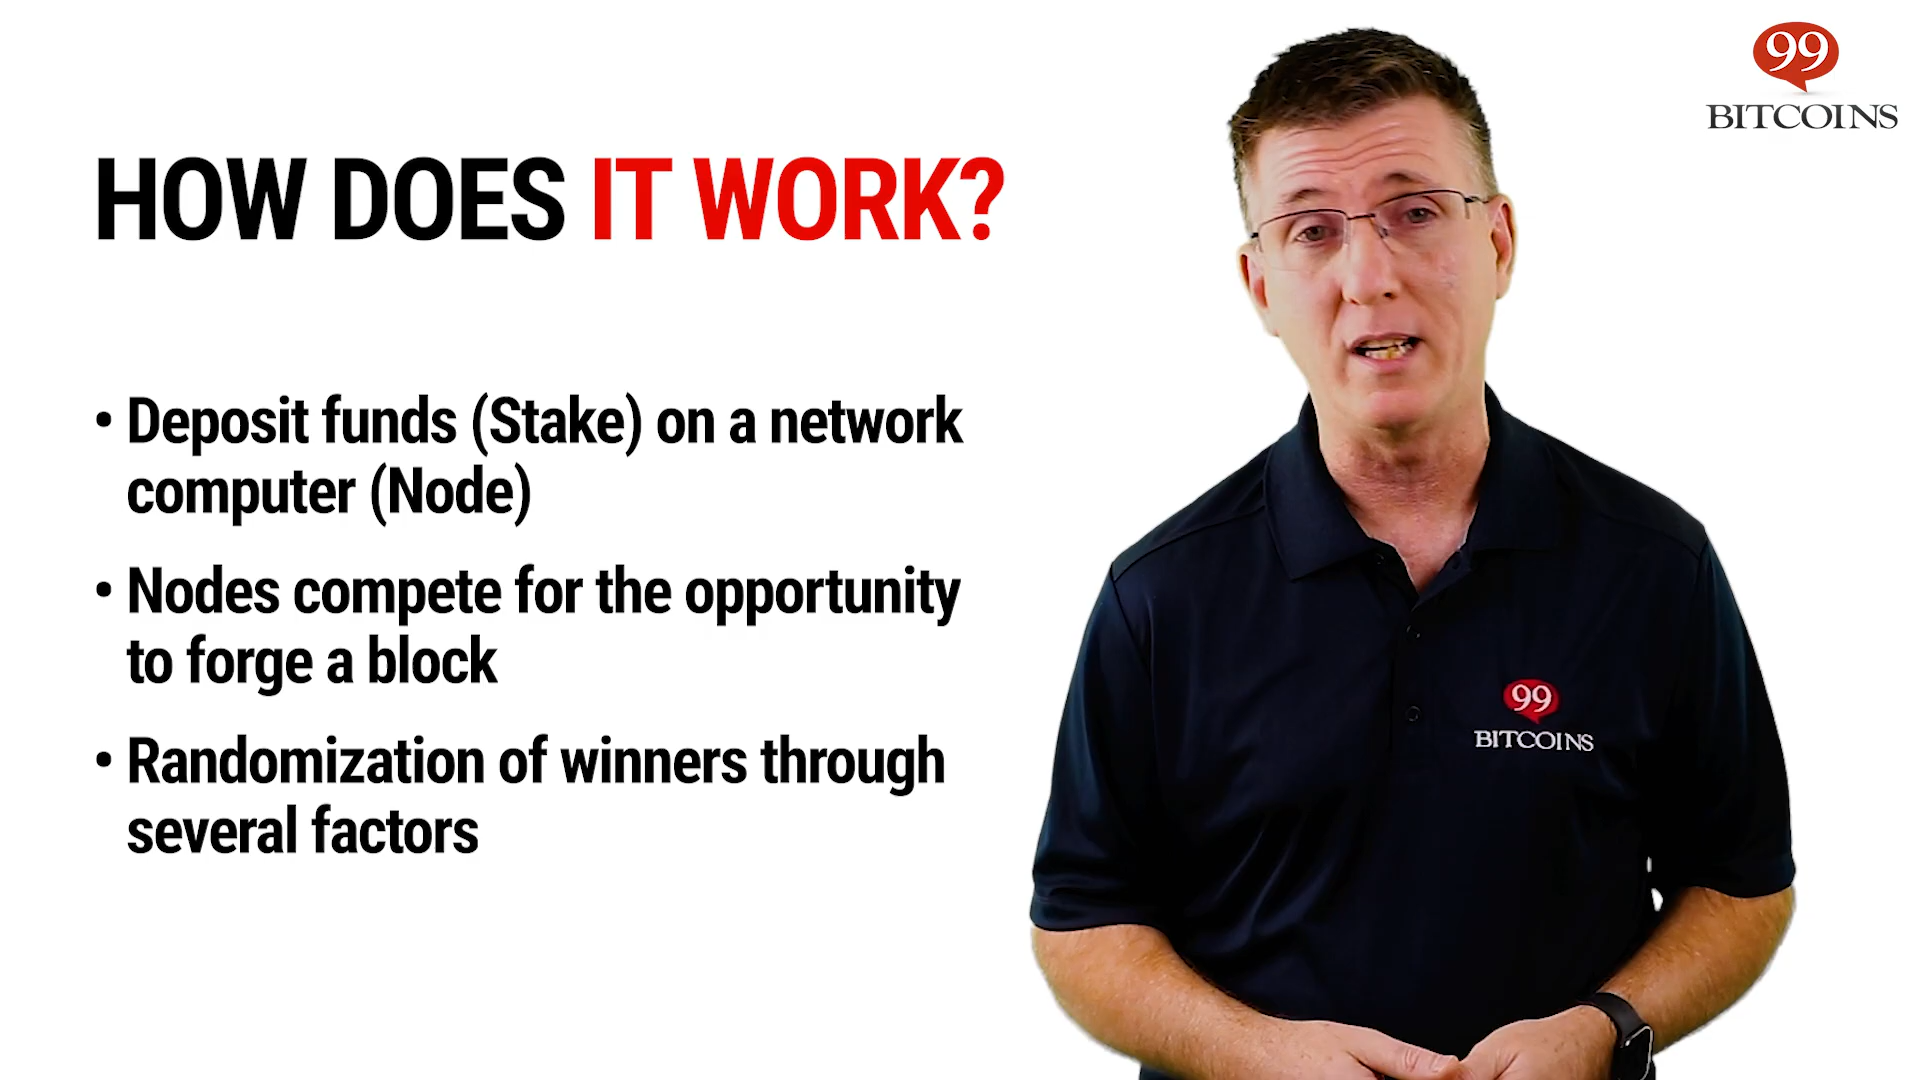 99
BITCOINS
HOW DOES IT WORK?
• Deposit funds (Stake) on a network
computer (Node)
• Nodes compete for the opportunity
to forge a block
• Randomization of winners through
several factors
99
BITCOINS